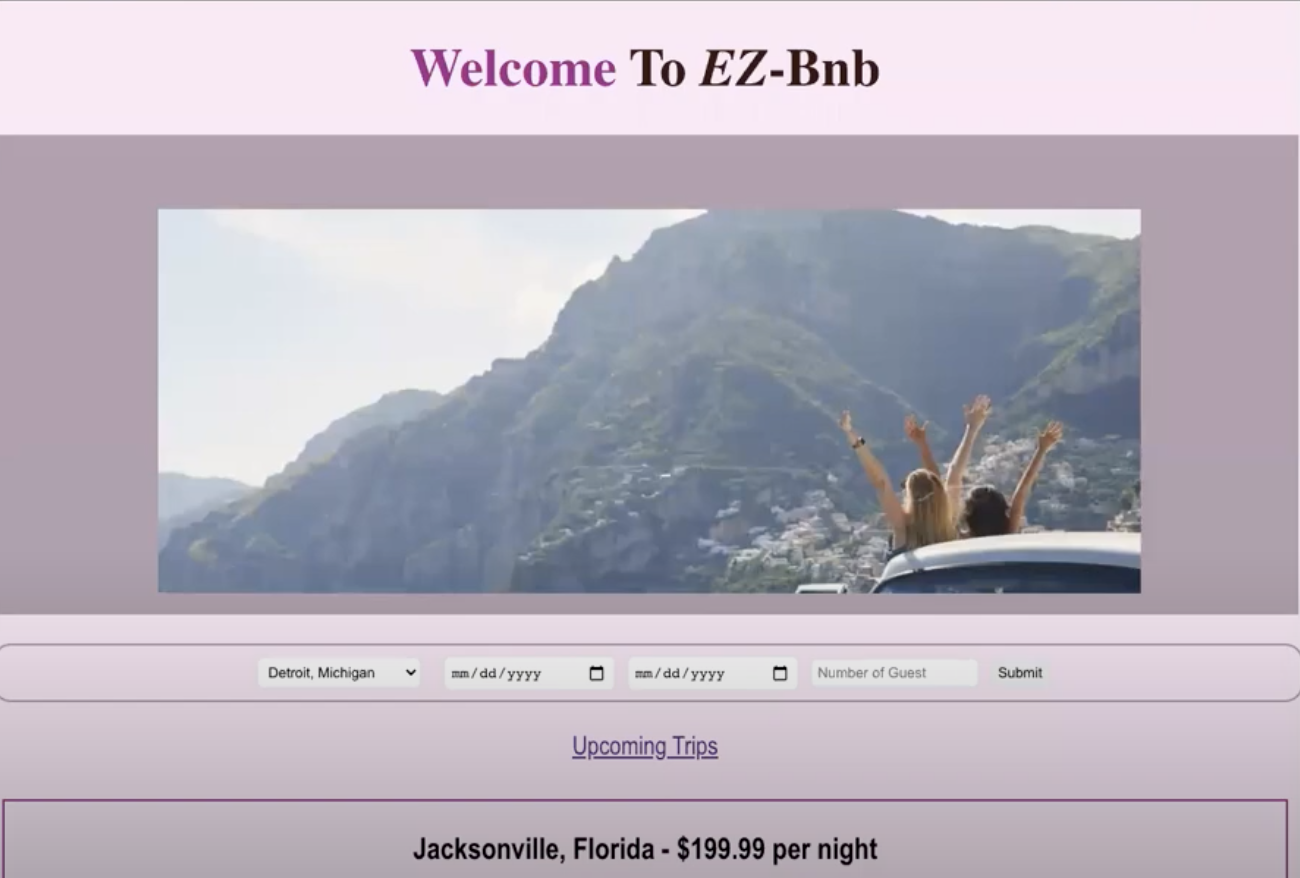 Welcome To EZ-Bnb
Detroit, Michigan mm/dd/yyyy mm/dd/yyyy Number of Guest Submit
Upcoming Trips
Jacksonville, Florida - $199.99 per night